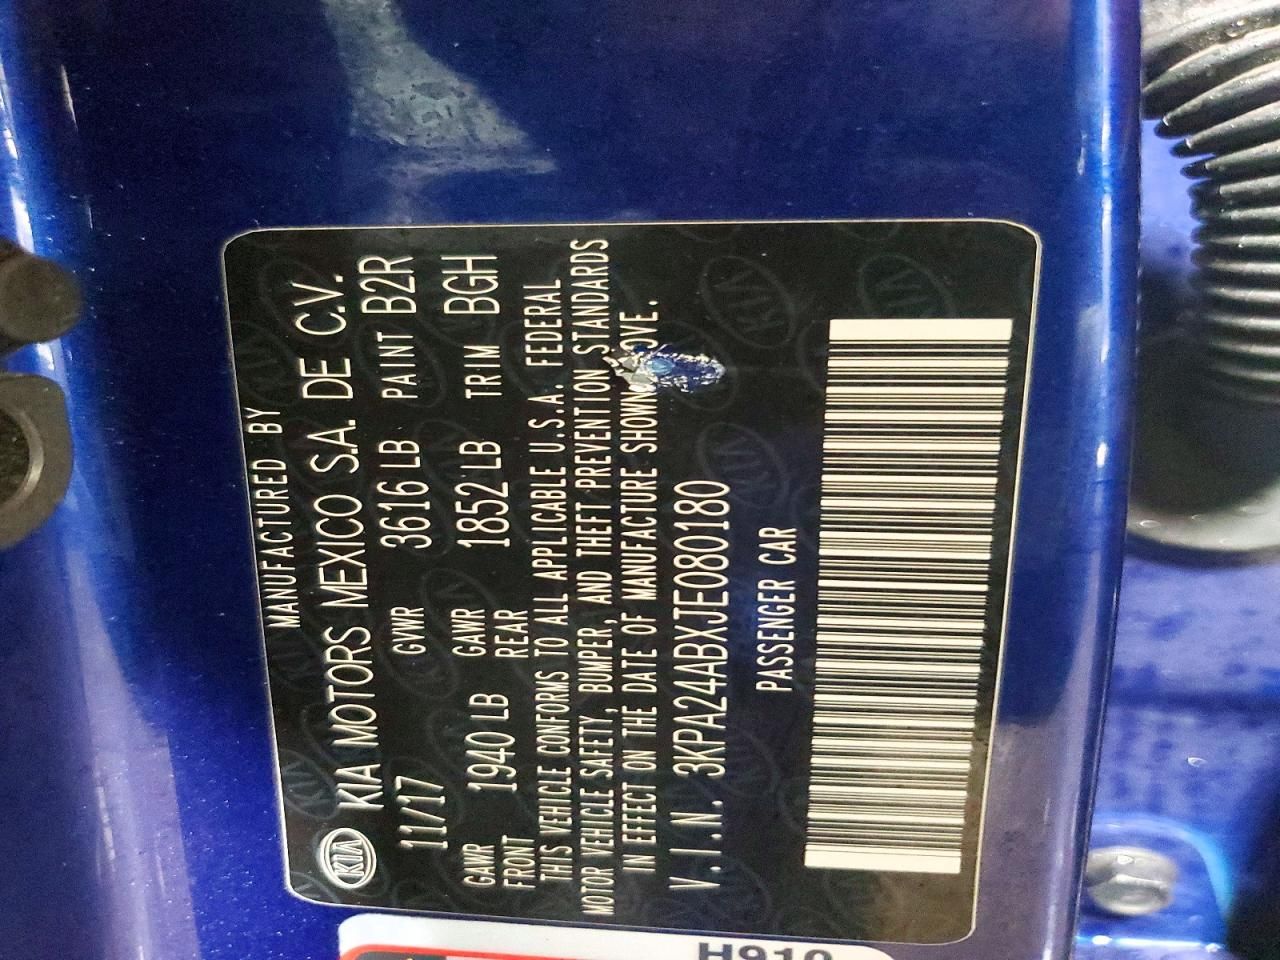 MANUFACTURED BY
KIA KIA MOTORS MEXICO S.A. DE C.V.
11/17 GVWR 3616 LB PAINT B2R
GAWR FRONT 1940 LB GAWR REAR 1852 LB TRIM BGH
THIS VEHICLE CONFORMS TO ALL APPLICABLE U.S.A. FEDERAL
MOTOR VEHICLE SAFETY, BUMPER, AND THEFT PREVENTION STANDARDS
IN EFFECT ON THE DATE OF MANUFACTURE SHOWN OVE.
V.I.N. 3KPA24ABXJE080180
PASSENGER CAR
H910